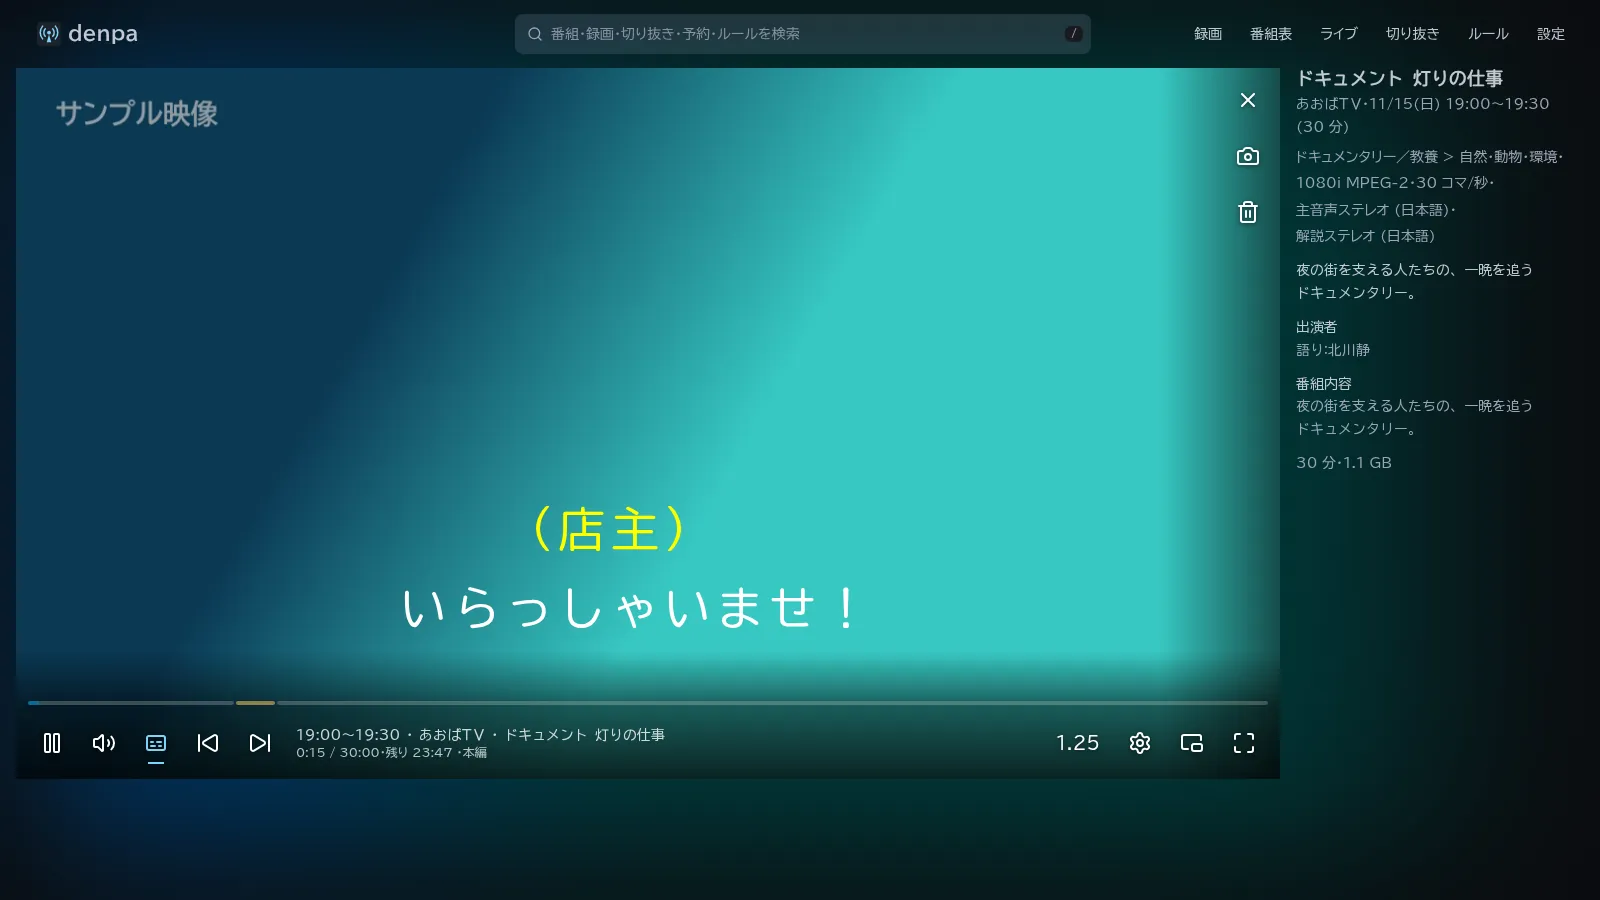 denpa
番組･録画･切り抜き･予約･ルールを検索
/
録画
番組表
ライブ
切り抜き
ルール
設定
サンプル映像
（店主）
いらっしゃいませ！
19:00〜19:30 ･ あおばTV ･ ドキュメント 灯りの仕事
0:15 / 30:00･残り 23:47 ･本編
1.25
ドキュメント 灯りの仕事
あおばTV･11/15(日) 19:00〜19:30
(30 分)
ドキュメンタリー／教養 > 自然･動物･環境･
1080i MPEG-2･30 コマ/秒･
主音声ステレオ (日本語)･
解説ステレオ (日本語)
夜の街を支える人たちの、一晩を追う
ドキュメンタリー。
出演者
語り:北川静
番組内容
夜の街を支える人たちの、一晩を追う
ドキュメンタリー。
30 分･1.1 GB